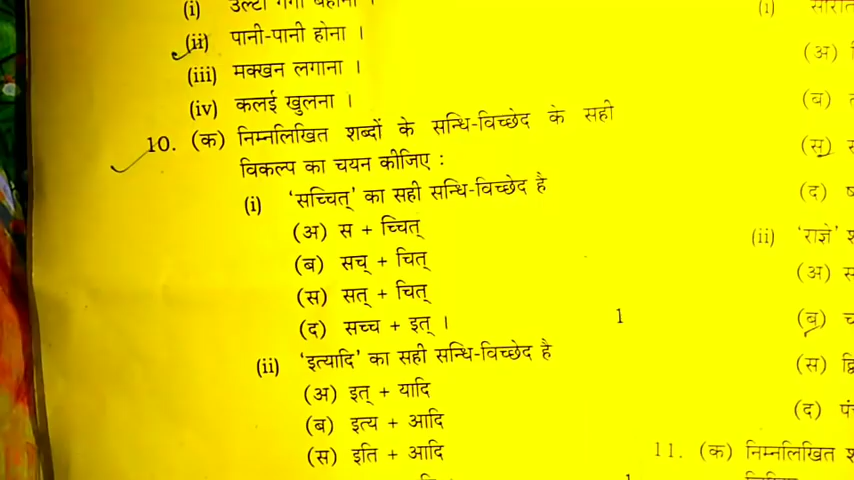 (i)
(ii) पानी-पानी होना ।
(iii) मक्खन लगाना ।
(iv) कलई खुलना ।
10. (क) निम्नलिखित शब्दों के सन्धि-विच्छेद के सही
विकल्प का चयन कीजिए :
(i) 'सच्चित्' का सही सन्धि-विच्छेद है
(अ) स + च्चित्
(ब) सच् + चित्
(स) सत् + चित्
(द) सच्च + इत् । 1
(ii) 'इत्यादि' का सही सन्धि-विच्छेद है
(अ) इत् + यादि
(ब) इत्य + आदि
(स) इति + आदि
(i)
(अ)
(ब)
(स)
(द)
(ii) 'राज्ञे'
(अ)
(ब)
(स)
(द)
11. (क) निम्नलिखित